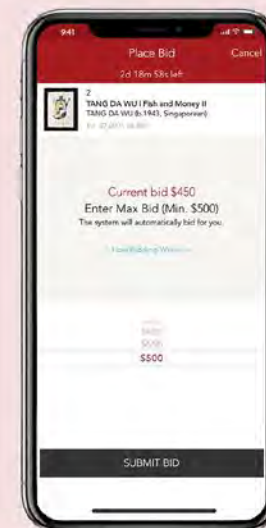 9:41
Place Bid
Cancel
2d 18m 58s left
2
TANG DA WU | Fish and Money II
TANG DA WU (b.1943, Singaporean)
Current bid $450
Enter Max Bid (Min. $500)
The system will automatically bid for you.
$500
SUBMIT BID